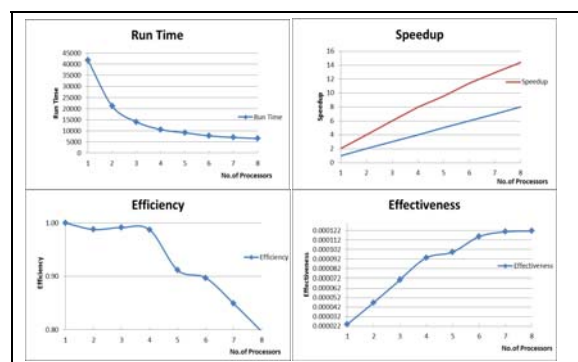 Run Time
45000
40000
35000
30000
25000
20000
15000
10000
5000
0
Run Time
Run Time
1 2 3 4 5 6 7 8
No.of Processors
Speedup
16
14
12
10
8
6
4
2
0
Speedup
Speedup
1 2 3 4 5 6 7 8
No.of Processors
Efficiency
1.00
0.90
0.80
Efficiency
Efficiency
1 2 3 4 5 6 7 8
No.of Processors
Effectiveness
0.000122
0.000112
0.000102
0.000092
0.000082
0.000072
0.000062
0.000052
0.000042
0.000032
0.000022
Effectiveness
Effectiveness
1 2 3 4 5 6 7 8
No.of Processors